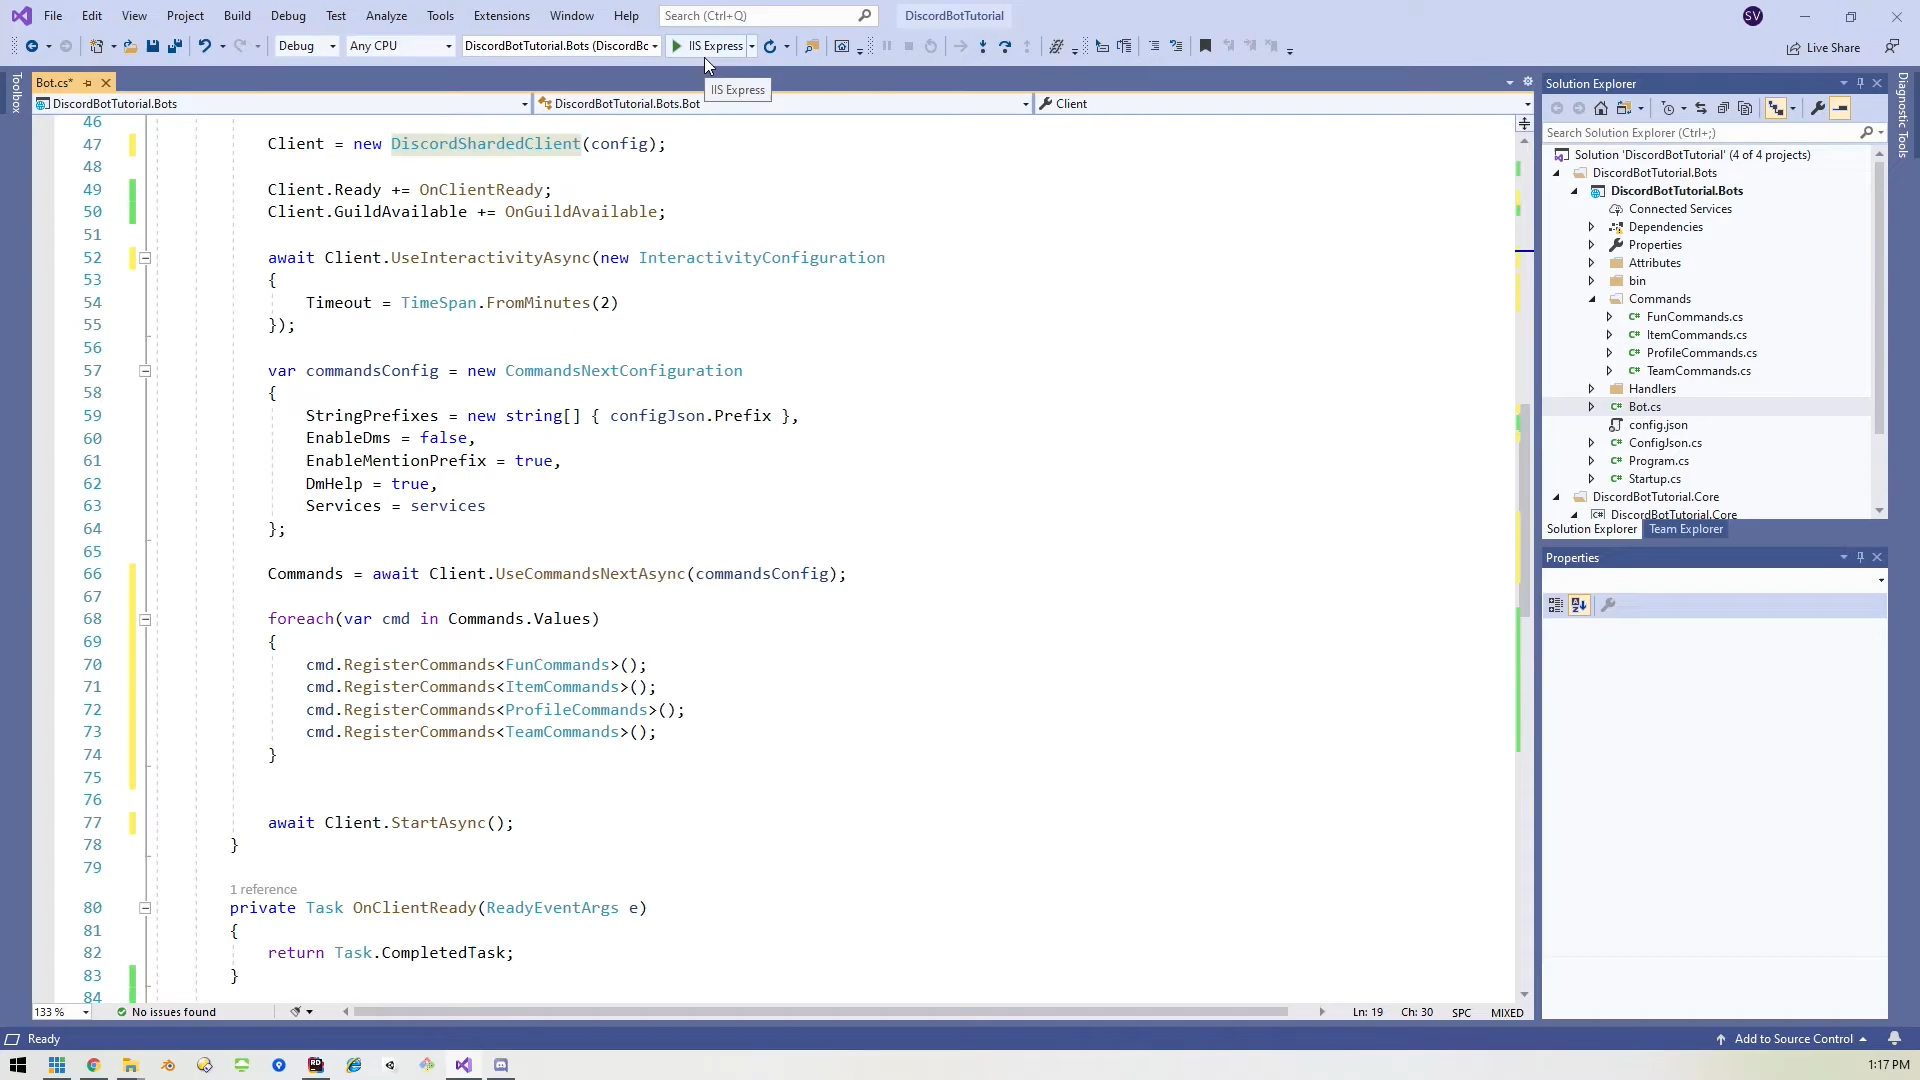 File Edit View Project Build Debug Test Analyze Tools Extensions Window Help Search (Ctrl+Q) DiscordBotTutorial SV
Debug Any CPU DiscordBotTutorial.Bots (DiscordBc IIS Express Live Share
Toolbox
Bot.cs*
IIS Express
DiscordBotTutorial.Bots DiscordBotTutorial.Bots.Bot Client
46
47 Client = new DiscordShardedClient(config);
48
49 Client.Ready += OnClientReady;
50 Client.GuildAvailable += OnGuildAvailable;
51
52 await Client.UseInteractivityAsync(new InteractivityConfiguration
53 {
54 Timeout = TimeSpan.FromMinutes(2)
55 });
56
57 var commandsConfig = new CommandsNextConfiguration
58 {
59 StringPrefixes = new string[] { configJson.Prefix },
60 EnableDms = false,
61 EnableMentionPrefix = true,
62 DmHelp = true,
63 Services = services
64 };
65
66 Commands = await Client.UseCommandsNextAsync(commandsConfig);
67
68 foreach(var cmd in Commands.Values)
69 {
70 cmd.RegisterCommands<FunCommands>();
71 cmd.RegisterCommands<ItemCommands>();
72 cmd.RegisterCommands<ProfileCommands>();
73 cmd.RegisterCommands<TeamCommands>();
74 }
75
76
77 await Client.StartAsync();
78 }
79
1 reference
80 private Task OnClientReady(ReadyEventArgs e)
81 {
82 return Task.CompletedTask;
83 }
84
133 % No issues found Ln: 19 Ch: 30 SPC MIXED
Solution Explorer
Search Solution Explorer (Ctrl+;)
Solution 'DiscordBotTutorial' (4 of 4 projects)
DiscordBotTutorial.Bots
DiscordBotTutorial.Bots
Connected Services
Dependencies
Properties
Attributes
bin
Commands
C# FunCommands.cs
C# ItemCommands.cs
C# ProfileCommands.cs
C# TeamCommands.cs
Handlers
C# Bot.cs
config.json
C# ConfigJson.cs
C# Program.cs
C# Startup.cs
DiscordBotTutorial.Core
C# DiscordBotTutorial.Core
Solution Explorer Team Explorer
Properties
Diagnostic Tools
Ready Add to Source Control
1:17 PM